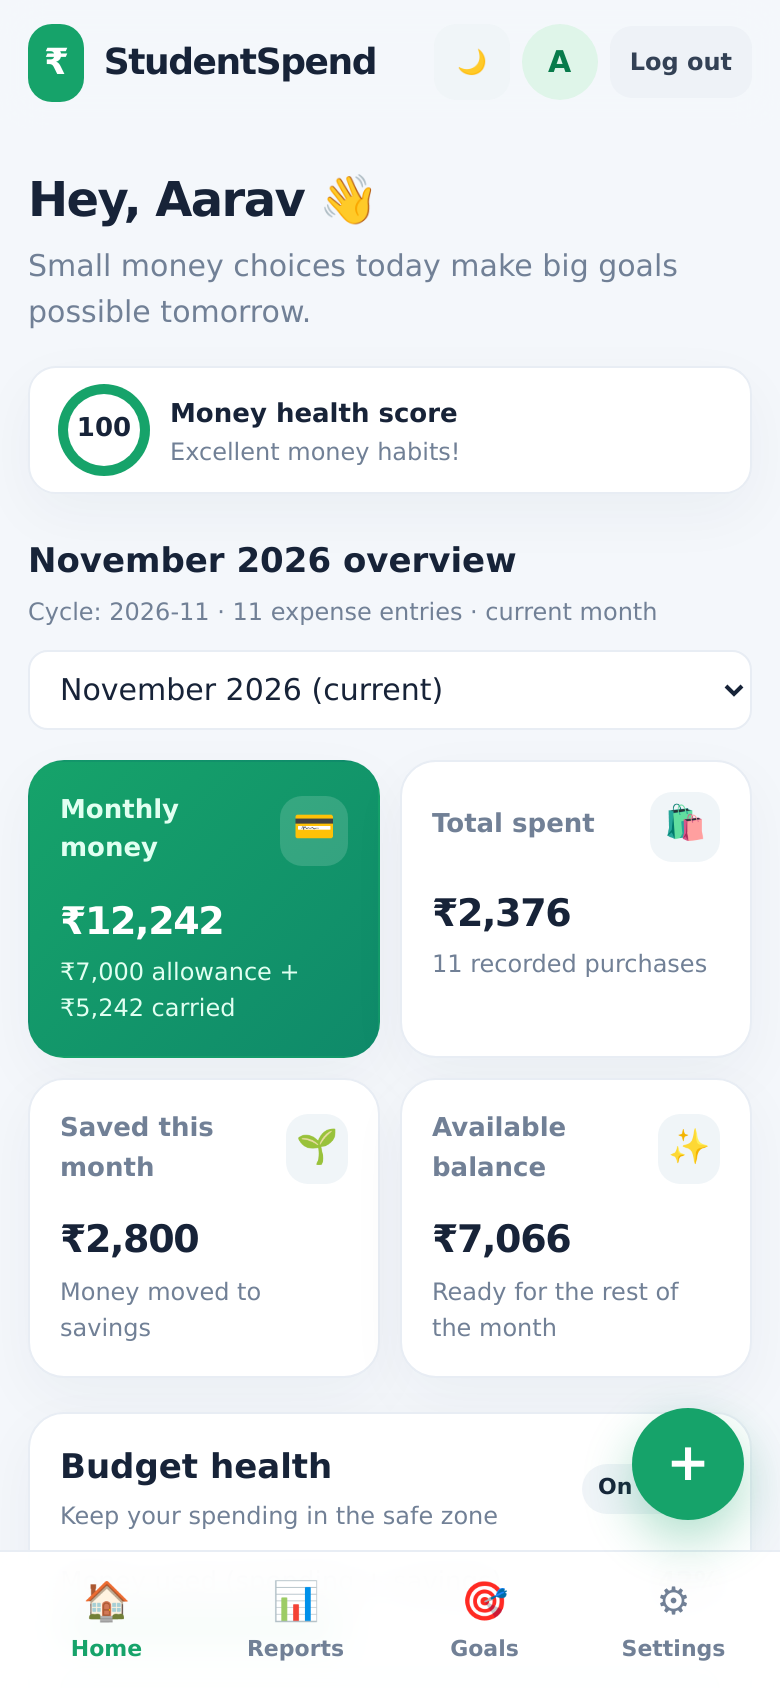 ₹ StudentSpend 🌙 A Log out
Hey, Aarav 👋
Small money choices today make big goals
possible tomorrow.
100
Money health score
Excellent money habits!
November 2026 overview
Cycle: 2026-11 · 11 expense entries · current month
November 2026 (current)
Monthly
money
₹12,242
₹7,000 allowance +
₹5,242 carried
Total spent
₹2,376
11 recorded purchases
Saved this
month
₹2,800
Money moved to
savings
Available
balance
₹7,066
Ready for the rest of
the month
Budget health
On
+
Keep your spending in the safe zone
Home
Reports
Goals
Settings